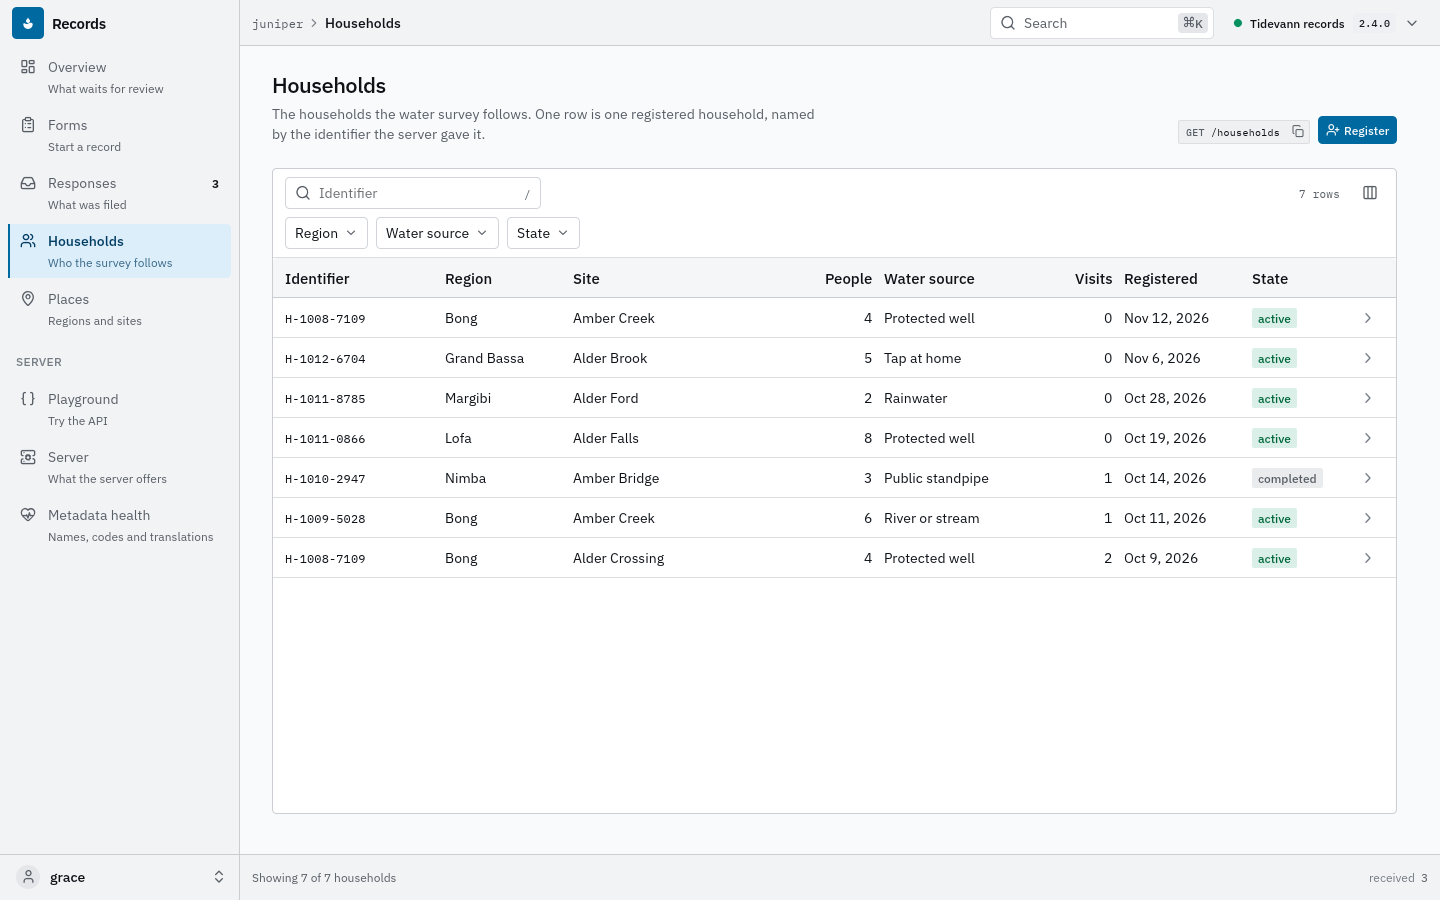 Records
juniper > Households
Search ⌘K
Tidevann records 2.4.0
Overview
What waits for review
Forms
Start a record
Responses 3
What was filed
Households
Who the survey follows
Places
Regions and sites
SERVER
Playground
Try the API
Server
What the server offers
Metadata health
Names, codes and translations
grace
Households
The households the water survey follows. One row is one registered household, named
by the identifier the server gave it.
GET /households
Register
Identifier /
7 rows
Region Water source State
Identifier Region Site People Water source Visits Registered State
H-1008-7109 Bong Amber Creek 4 Protected well 0 Nov 12, 2026 active
H-1012-6704 Grand Bassa Alder Brook 5 Tap at home 0 Nov 6, 2026 active
H-1011-8785 Margibi Alder Ford 2 Rainwater 0 Oct 28, 2026 active
H-1011-0866 Lofa Alder Falls 8 Protected well 0 Oct 19, 2026 active
H-1010-2947 Nimba Amber Bridge 3 Public standpipe 1 Oct 14, 2026 completed
H-1009-5028 Bong Amber Creek 6 River or stream 1 Oct 11, 2026 active
H-1008-7109 Bong Alder Crossing 4 Protected well 2 Oct 9, 2026 active
Showing 7 of 7 households
received 3